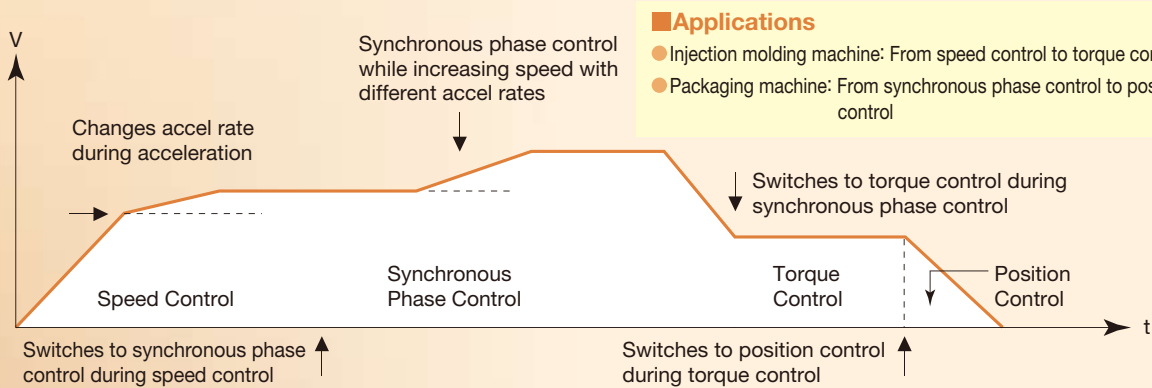 V
Synchronous phase control
while increasing speed with
different accel rates
■Applications
●Injection molding machine: From speed control to torque
●Packaging machine: From synchronous phase control to
control
Changes accel rate
during acceleration
Switches to torque control during
synchronous phase control
Speed Control
Synchronous
Phase Control
Torque
Control
Position
Control
t
Switches to synchronous phase
control during speed control
Switches to position control
during torque control